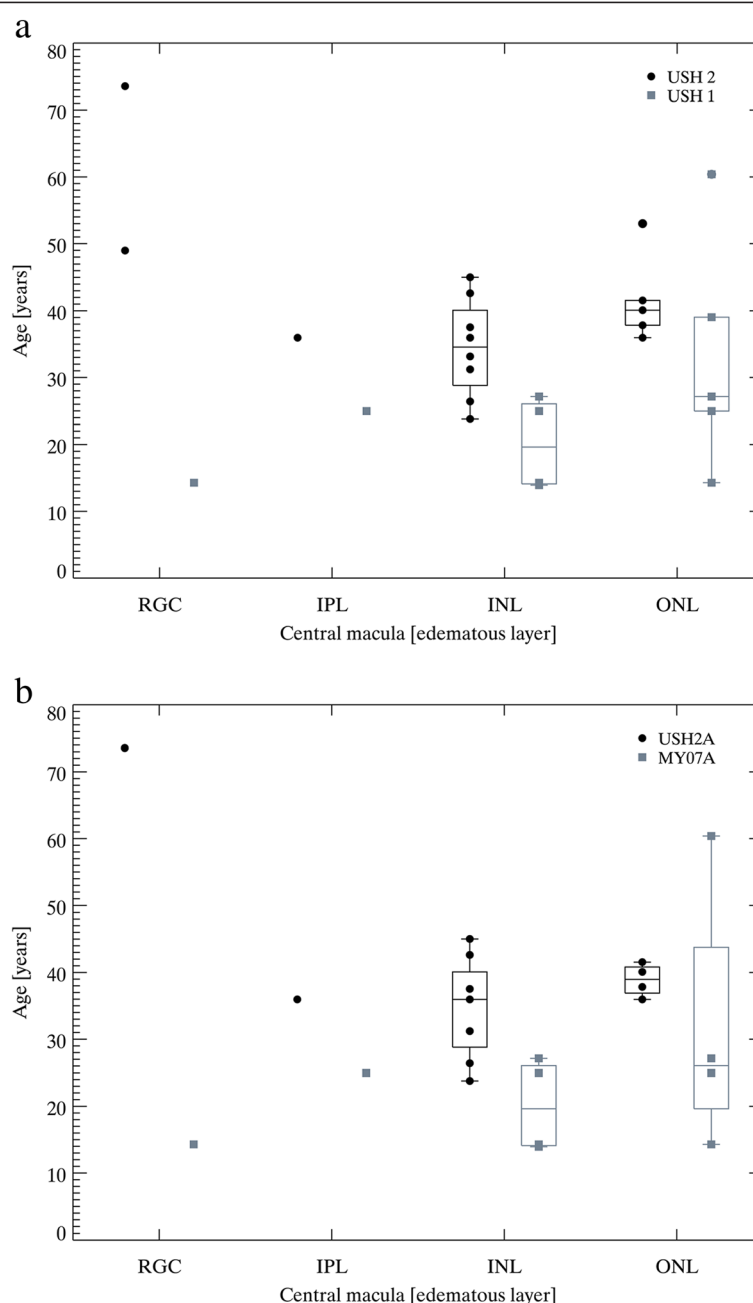 a
80
70
60
50
40
30
20
10
0
Age [years]
USH 2
USH 1
RGC IPL INL ONL
Central macula [edematous layer]
b
80
70
60
50
40
30
20
10
0
Age [years]
USH2A
MY07A
RGC IPL INL ONL
Central macula [edematous layer]